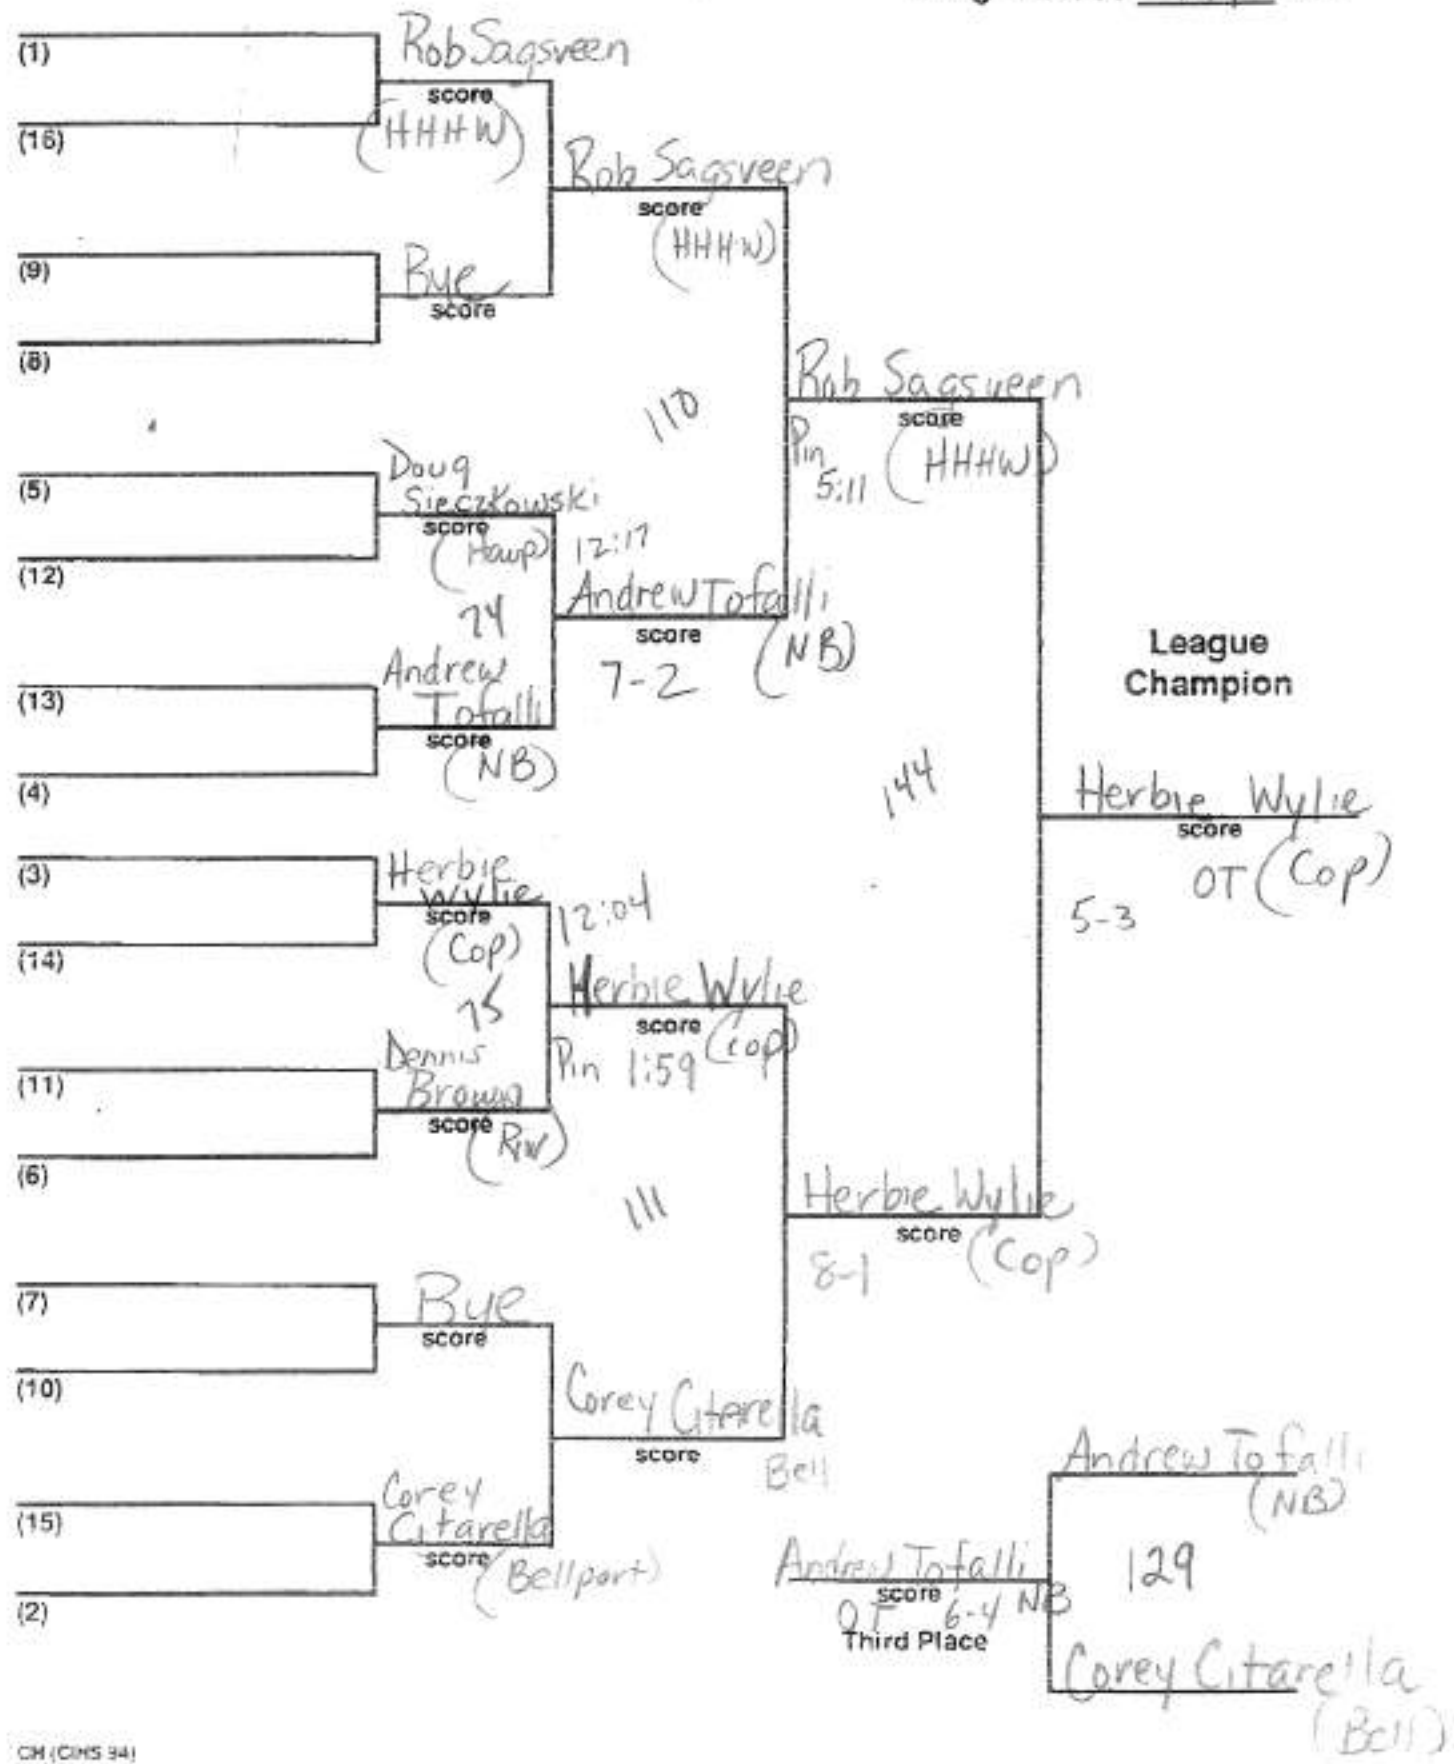 (1)
Rob Sagsveen
score
(HHHW)
(16)
Rob Sagsveen
score
(HHHW)
(9)
Bye
score
(8)
110
Rob Sagsveen
score
Pin
5:11
(HHHW)
(5)
Doug
Sieczkowski
score
(Haup)
(12)
12:17
74
Andrew Tofalli
score
(NB)
7-2
(13)
Andrew
Tofalli
score
(NB)
(4)
League
Champion
144
Herbie Wylie
score
OT (Cop)
5-3
(3)
Herbie
Wylie
score
(Cop)
(14)
12:04
75
Herbie Wylie
score
(Cop)
Pin 1:59
(11)
Dennis
Brown
score
(RW)
(6)
111
Herbie Wylie
score
(Cop)
8-1
(7)
Bye
score
(10)
Corey Citarella
score
Bell
(15)
Corey
Citarella
score
(Bellport)
(2)
Andrew Tofalli
(NB)
129
Andrew Tofalli
score
OT 6-4 NB
Third Place
Corey Citarella
(Bell)